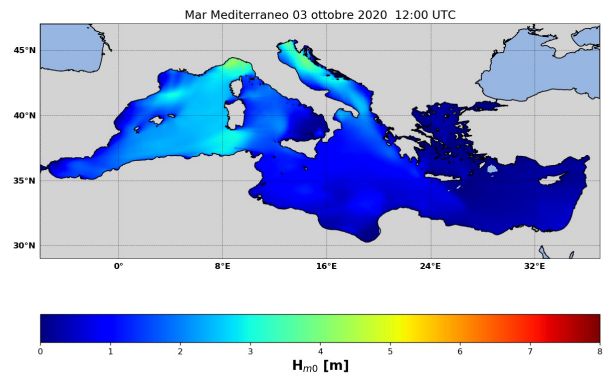 Mar Mediterraneo 03 ottobre 2020  12:00 UTC
45°N
40°N
35°N
30°N
0° 8°E 16°E 24°E 32°E
0 1 2 3 4 5 6 7 8
Hm0 [m]